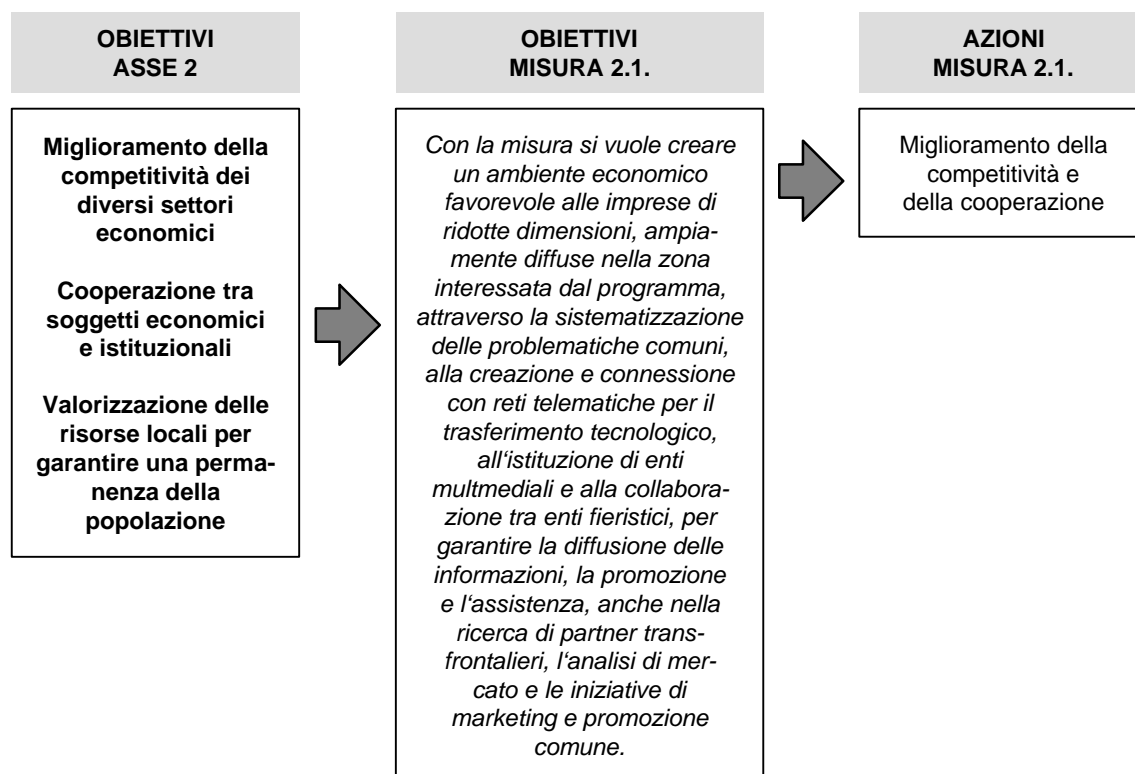 OBIETTIVI
ASSE 2
Miglioramento della
competitività dei
diversi settori
economici
Cooperazione tra
soggetti economici
e istituzionali
Valorizzazione delle
risorse locali per
garantire una perma-
nenza della
popolazione
OBIETTIVI
MISURA 2.1.
Con la misura si vuole creare
un ambiente economico
favorevole alle imprese di
ridotte dimensioni, ampia-
mente diffuse nella zona
interessata dal programma,
attraverso la sistematizzazione
delle problematiche comuni,
alla creazione e connessione
con reti telematiche per il
trasferimento tecnologico,
all‘istituzione di enti
multmediali e alla collabora-
zione tra enti fieristici, per
garantire la diffusione delle
informazioni, la promozione
e l‘assistenza, anche nella
ricerca di partner trans-
frontalieri, l‘analisi di mer-
cato e le iniziative di
marketing e promozione
comune.
AZIONI
MISURA 2.1.
Miglioramento della
competitività e
della cooperazione